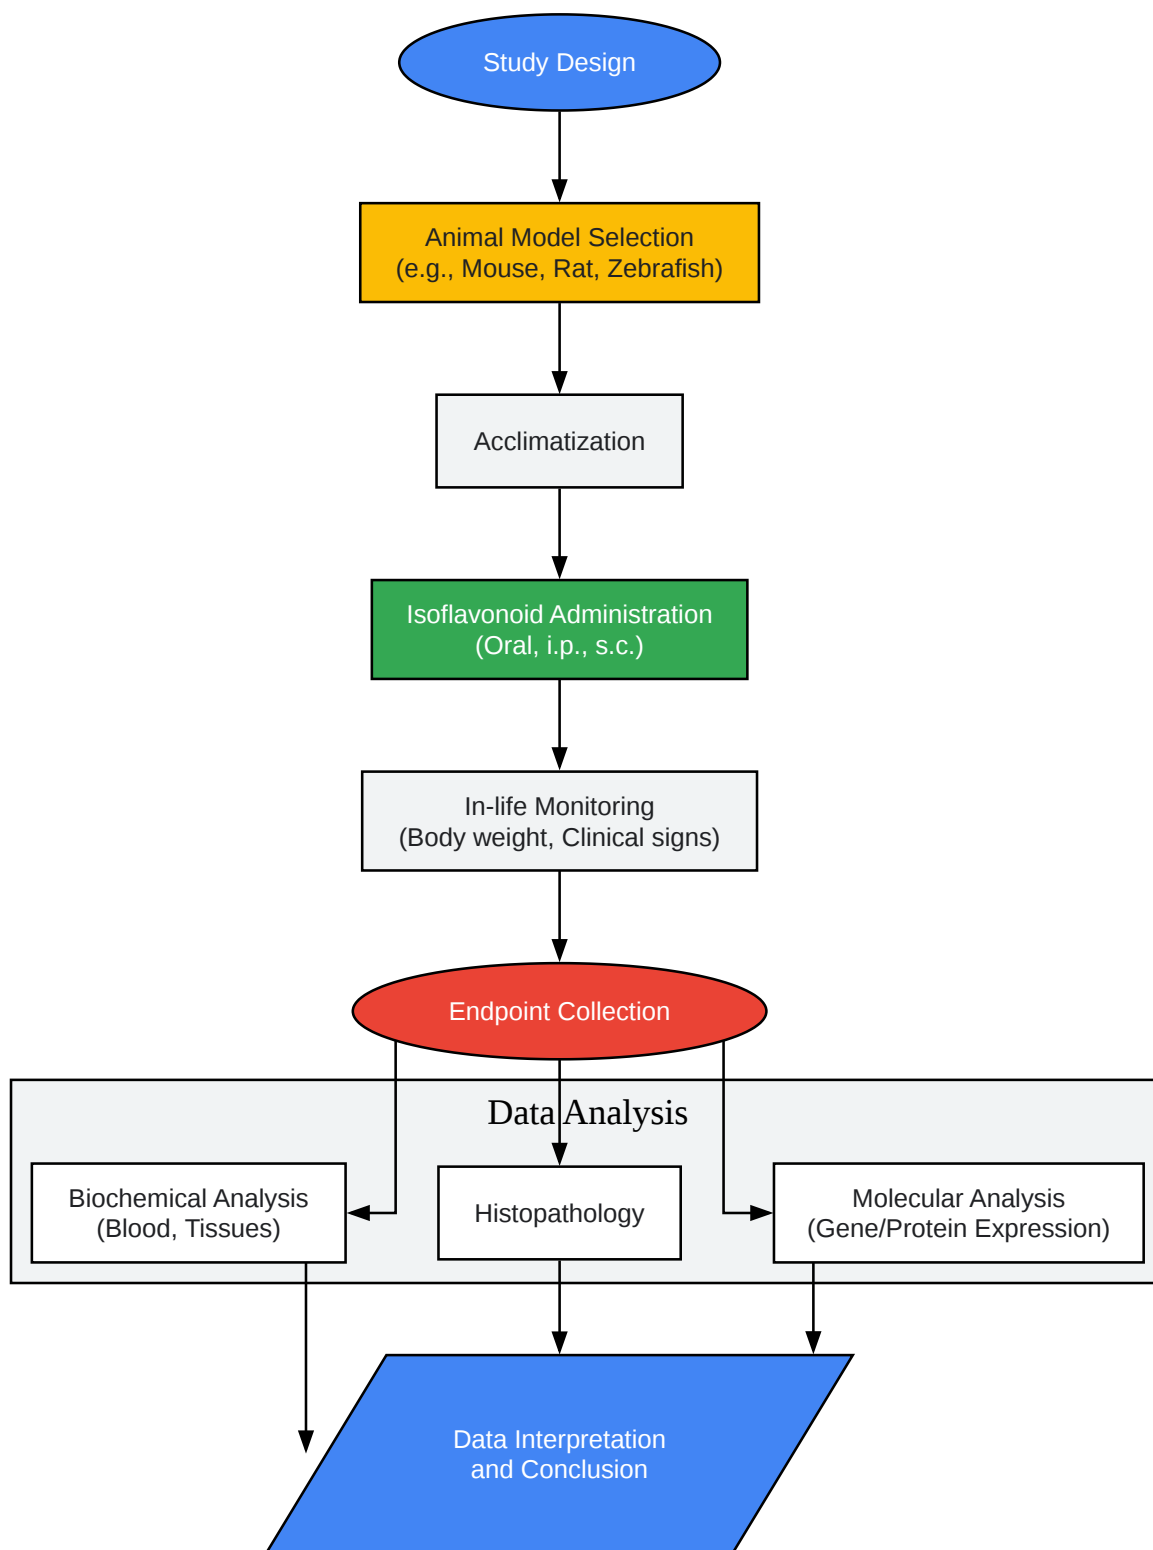 Study Design
Animal Model Selection
(e.g., Mouse, Rat, Zebrafish)
Acclimatization
Isoflavonoid Administration
(Oral, i.p., s.c.)
In-life Monitoring
(Body weight, Clinical signs)
Endpoint Collection
Data Analysis
Biochemical Analysis
(Blood, Tissues)
Histopathology
Molecular Analysis
(Gene/Protein Expression)
Data Interpretation
and Conclusion